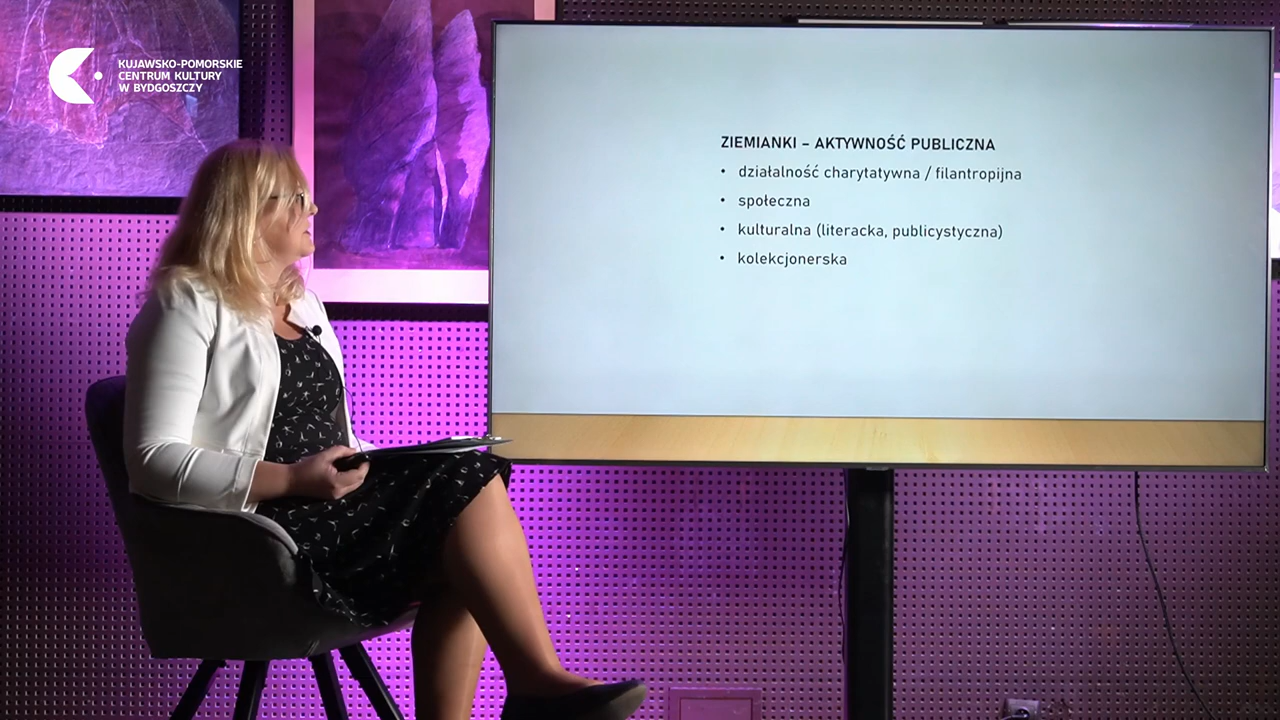 KUJAWSKO-POMORSKIE
CENTRUM KULTURY
W BYDGOSZCZY
ZIEMIANKI – AKTYWNOŚĆ PUBLICZNA
• działalność charytatywna / filantropijna
• społeczna
• kulturalna (literacka, publicystyczna)
• kolekcjonerska